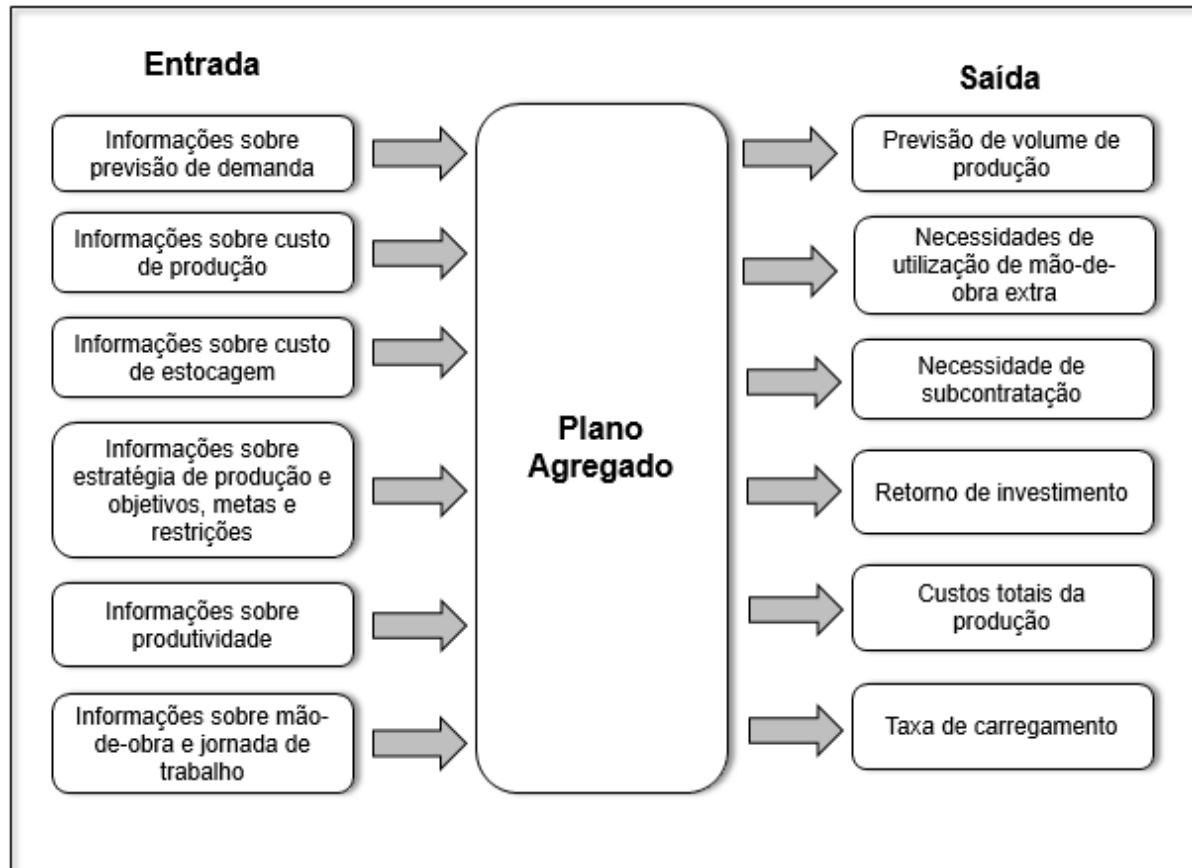 Entrada
Informações sobre
previsão de demanda
Informações sobre custo
de produção
Informações sobre custo
de estocagem
Informações sobre
estratégia de produção e
objetivos, metas e
restrições
Informações sobre
produtividade
Informações sobre mão-
de-obra e jornada de
trabalho
Plano
Agregado
Saída
Previsão de volume de
produção
Necessidades de
utilização de mão-de-
obra extra
Necessidade de
subcontratação
Retorno de investimento
Custos totais da
produção
Taxa de carregamento